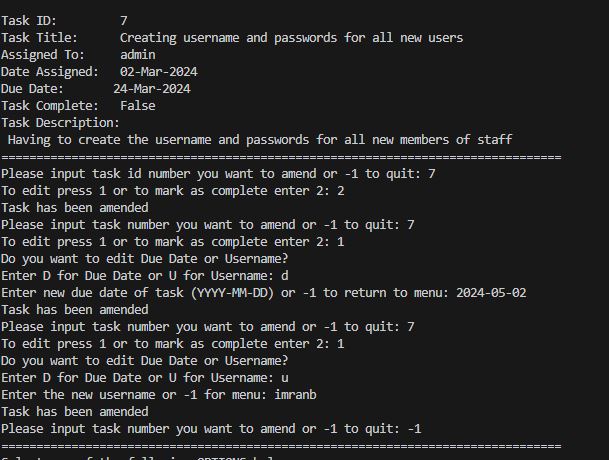 Task ID: 7
Task Title: Creating username and passwords for all new users
Assigned To: admin
Date Assigned: 02-Mar-2024
Due Date: 24-Mar-2024
Task Complete: False
Task Description:
Having to create the username and passwords for all new members of staff
================================================================================
Please input task id number you want to amend or -1 to quit: 7
To edit press 1 or to mark as complete enter 2: 2
Task has been amended
Please input task number you want to amend or -1 to quit: 7
To edit press 1 or to mark as complete enter 2: 1
Do you want to edit Due Date or Username?
Enter D for Due Date or U for Username: d
Enter new due date of task (YYYY-MM-DD) or -1 to return to menu: 2024-05-02
Task has been amended
Please input task number you want to amend or -1 to quit: 7
To edit press 1 or to mark as complete enter 2: 1
Do you want to edit Due Date or Username?
Enter D for Due Date or U for Username: u
Enter the new username or -1 for menu: imranb
Task has been amended
Please input task number you want to amend or -1 to quit: -1
================================================================================